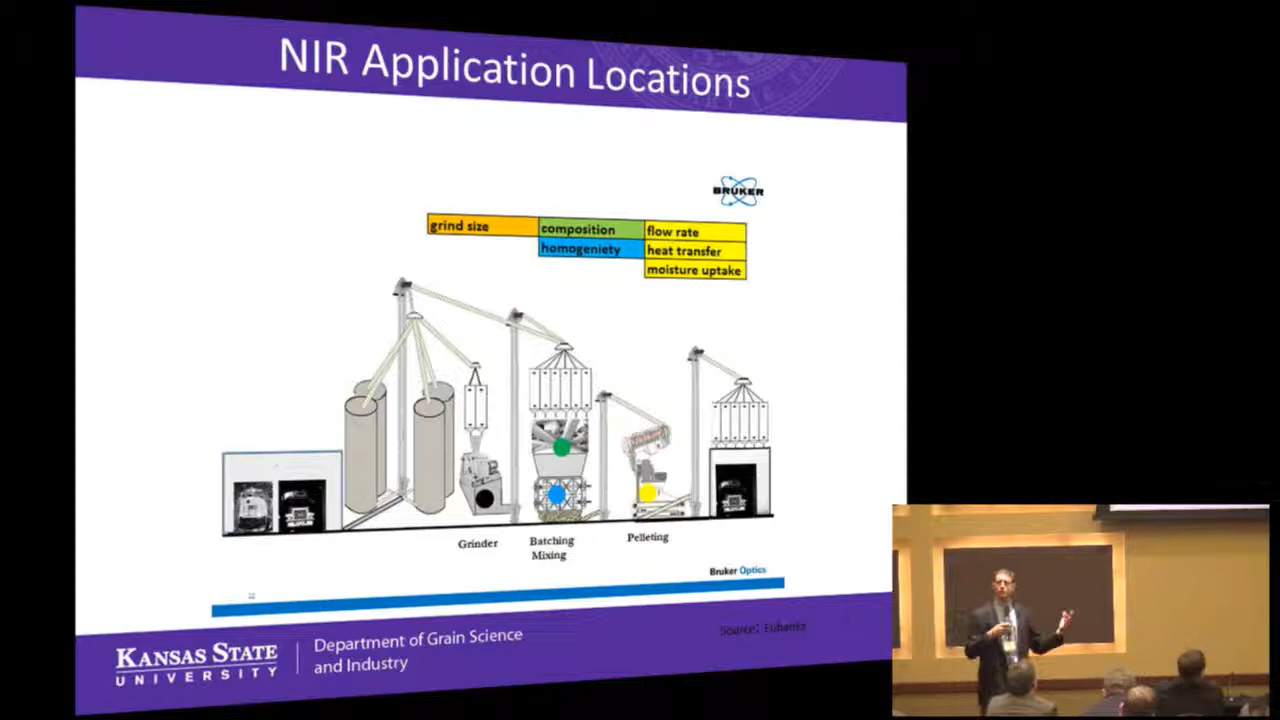 NIR Application Locations
BRUKER
grind size
composition
flow rate
homogeniety
heat transfer
moisture uptake
Grinder
Batching
Mixing
Pelleting
Bruker Optics
Source: Eubanks
KANSAS STATE
UNIVERSITY
Department of Grain Science
and Industry